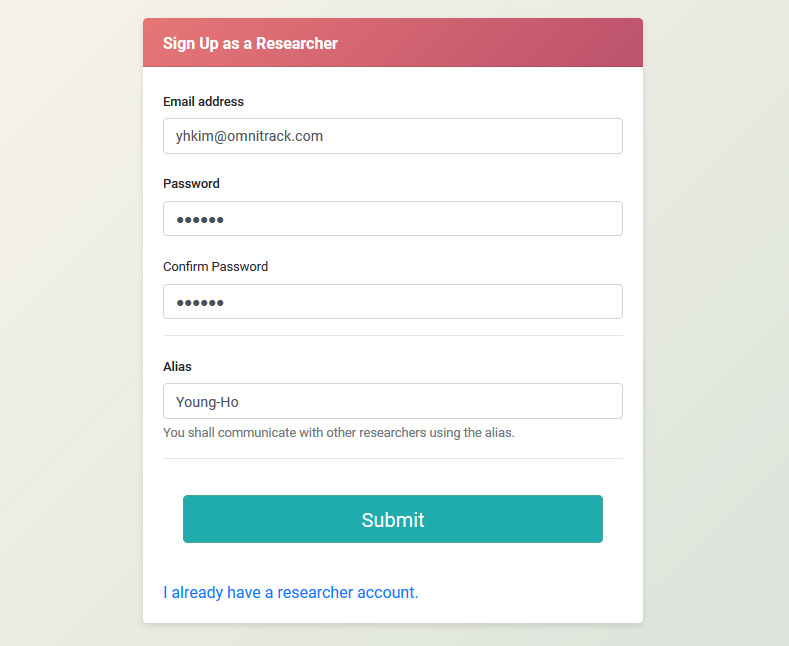 Sign Up as a Researcher
Email address
yhkim@omnitrack.com
Password
●●●●●●
Confirm Password
●●●●●●
Alias
Young-Ho
You shall communicate with other researchers using the alias.
Submit
I already have a researcher account.